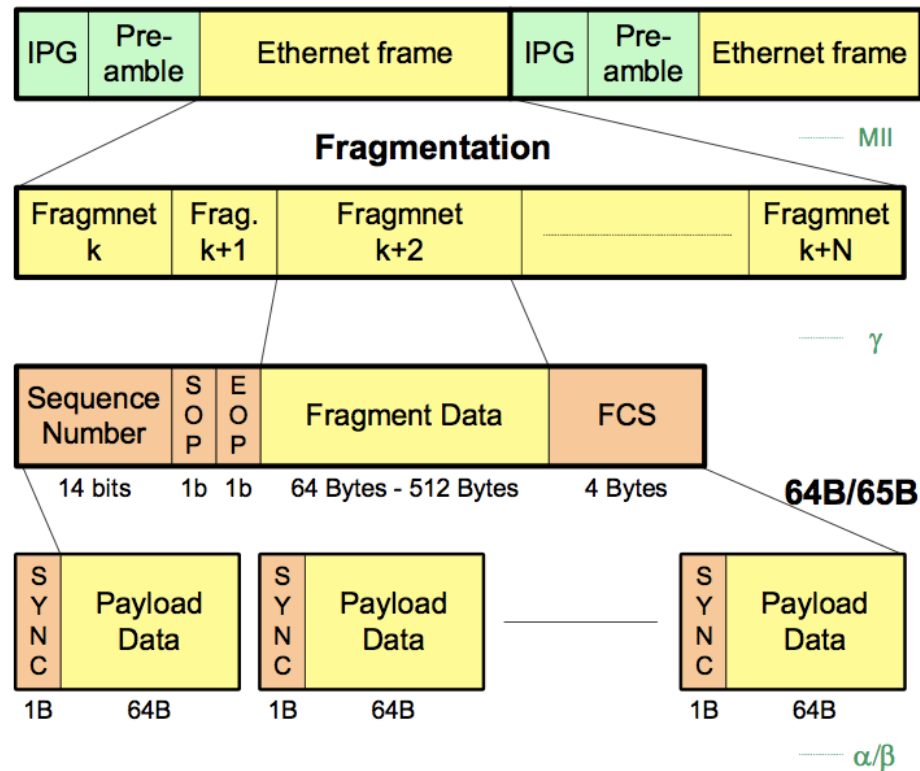 IPG
Pre-
amble
Ethernet frame
IPG
Pre-
amble
Ethernet frame
MII
Fragmentation
Fragmnet
k
Frag.
k+1
Fragmnet
k+2
Fragmnet
k+N
γ
Sequence
Number
S
O
P
E
O
P
Fragment Data
FCS
14 bits
1b
1b
64 Bytes - 512 Bytes
4 Bytes
64B/65B
S
Y
N
C
Payload
Data
S
Y
N
C
Payload
Data
S
Y
N
C
Payload
Data
1B
64B
1B
64B
1B
64B
α/β